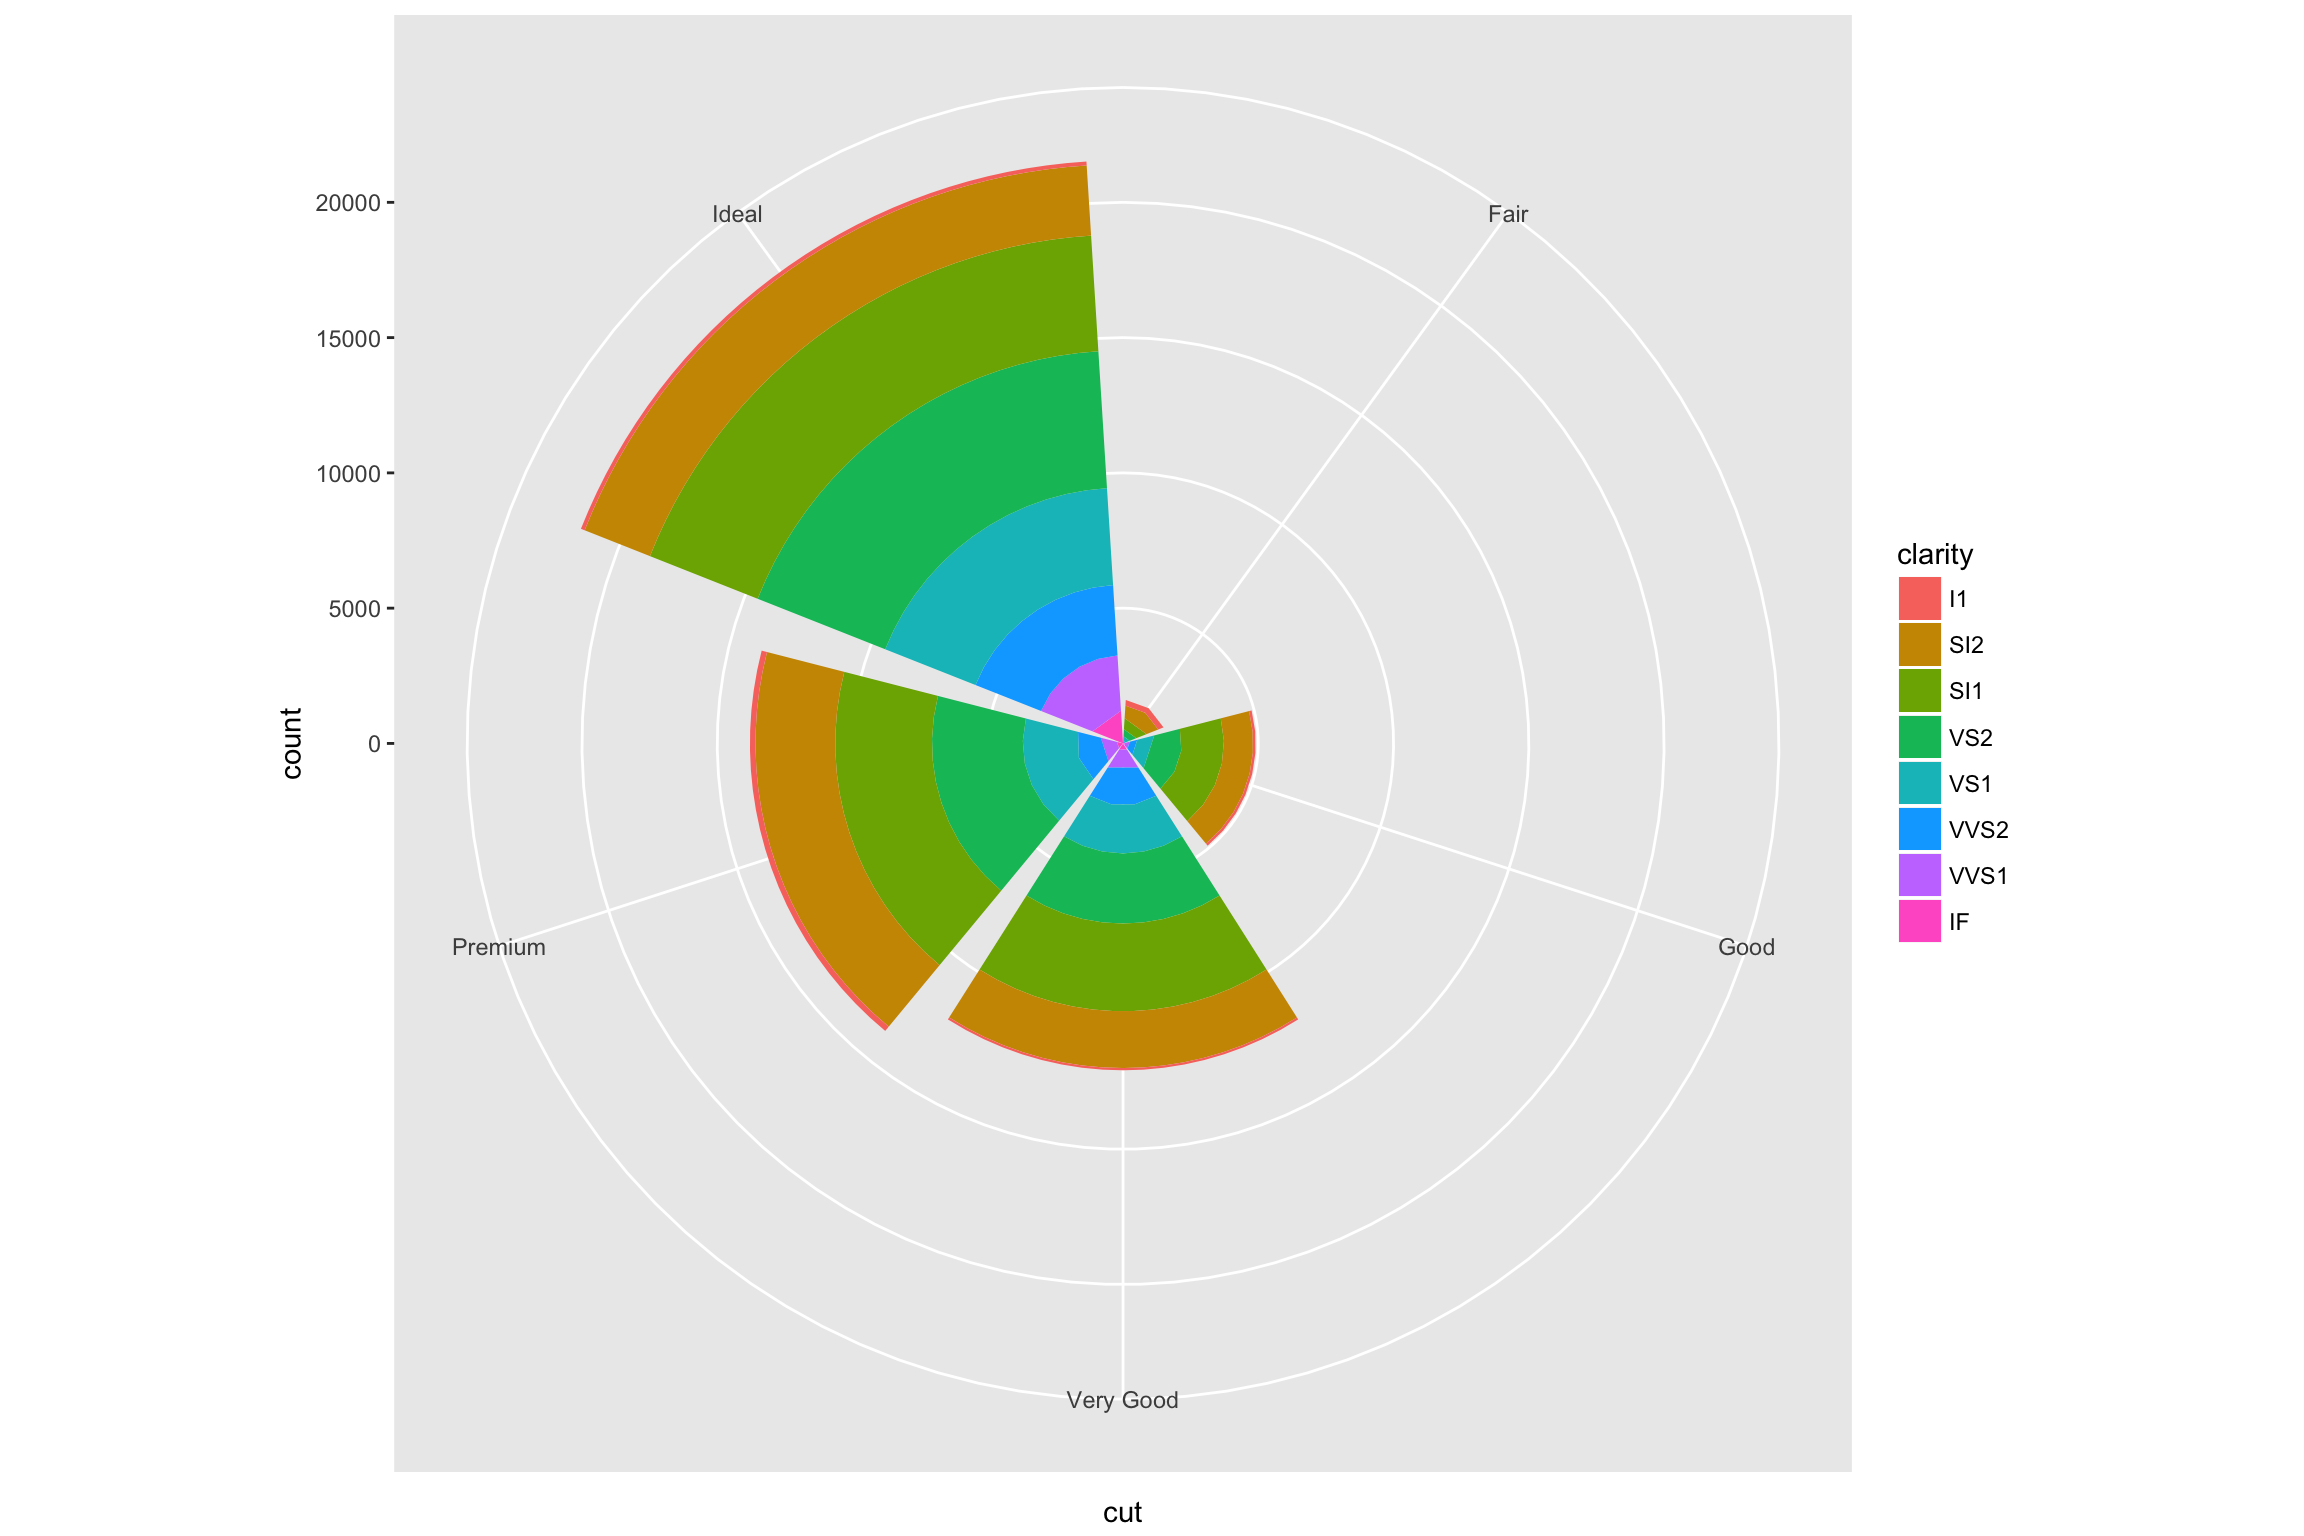 Ideal
Fair
20000
15000
10000
5000
0
count
Premium
Good
Very Good
cut
clarity
I1
SI2
SI1
VS2
VS1
VVS2
VVS1
IF